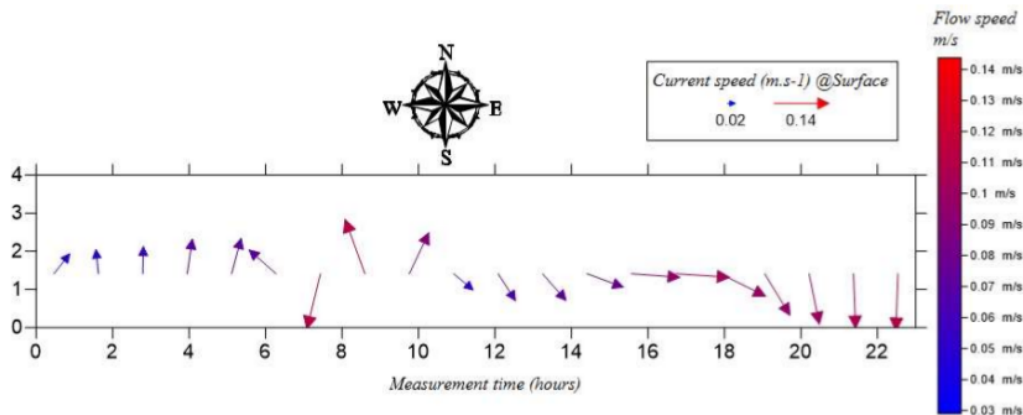 Flow speed
m/s
N
W E
S
Current speed (m.s-1) @Surface
0.02 0.14
0.14 m/s
0.13 m/s
0.12 m/s
0.11 m/s
0.1 m/s
0.09 m/s
0.08 m/s
0.07 m/s
0.06 m/s
0.05 m/s
0.04 m/s
0.03 m/s
4
3
2
1
0
0 2 4 6 8 10 12 14 16 18 20 22
Measurement time (hours)